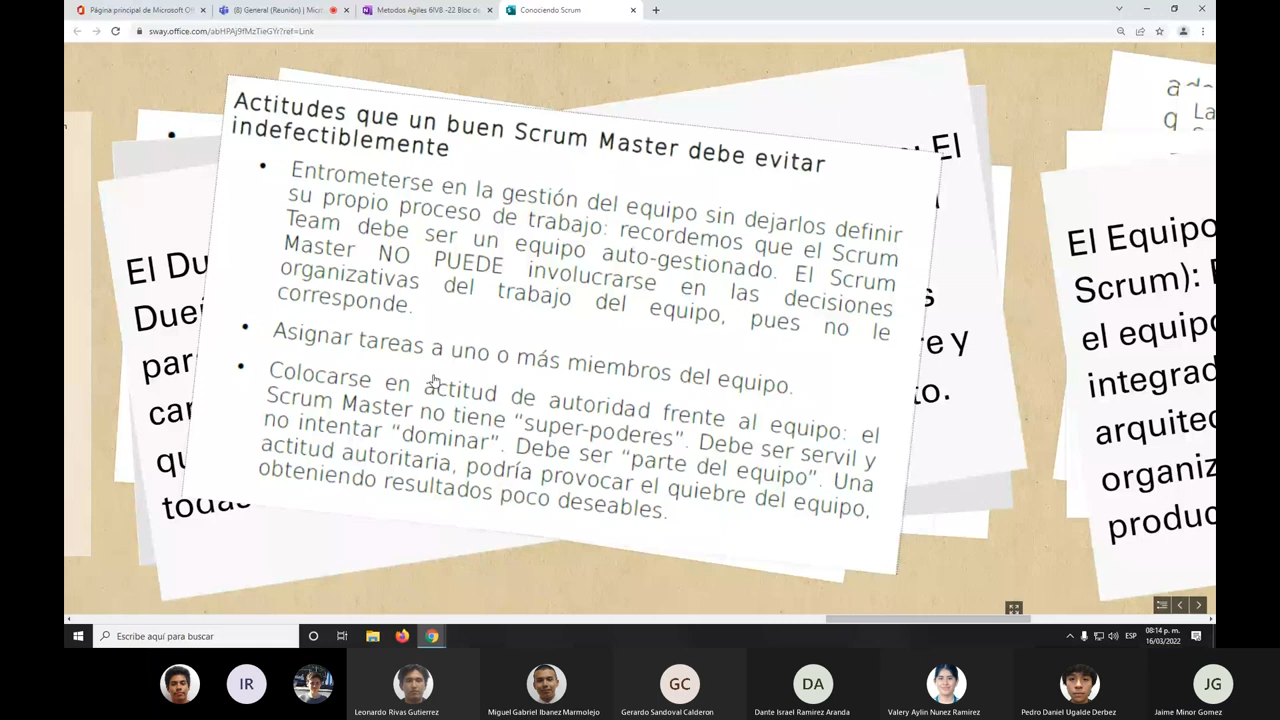 Página principal de Microsoft Of
(8) General (Reunión) | Micr
Metodos Agiles 6IVB -22 Bloc de
Conociendo Scrum
sway.office.com/abHPAj9fMzTieGYr?ref=Link
Actitudes que un buen Scrum Master debe evitar
indefectiblemente
• Entrometerse en la gestión del equipo sin dejarlos definir
su propio proceso de trabajo: recordemos que el Scrum
Team debe ser un equipo auto-gestionado. El Scrum
Master NO PUEDE involucrarse en las decisiones
organizativas del trabajo del equipo, pues no le
corresponde.
• Asignar tareas a uno o más miembros del equipo.
• Colocarse en actitud de autoridad frente al equipo: el
Scrum Master no tiene “super-poderes”. Debe ser servil y
no intentar “dominar”. Debe ser “parte del equipo”. Una
actitud autoritaria, podría provocar el quiebre del equipo,
obteniendo resultados poco deseables.
El Du
Duei
par
car
qu
todas
El
s
re y
to.
a
q
La
El Equipo
Scrum):
el equipo
integrad
arquitec
organiz
produc
Escribe aquí para buscar
ESP
08:14 p. m.
16/03/2022
IR
GC
DA
JG
Leonardo Rivas Gutierrez
Miguel Gabriel Ibanez Marmolejo
Gerardo Sandoval Calderon
Dante Israel Ramirez Aranda
Valery Aylin Nunez Ramirez
Pedro Daniel Ugalde Derbez
Jaime Minor Gomez